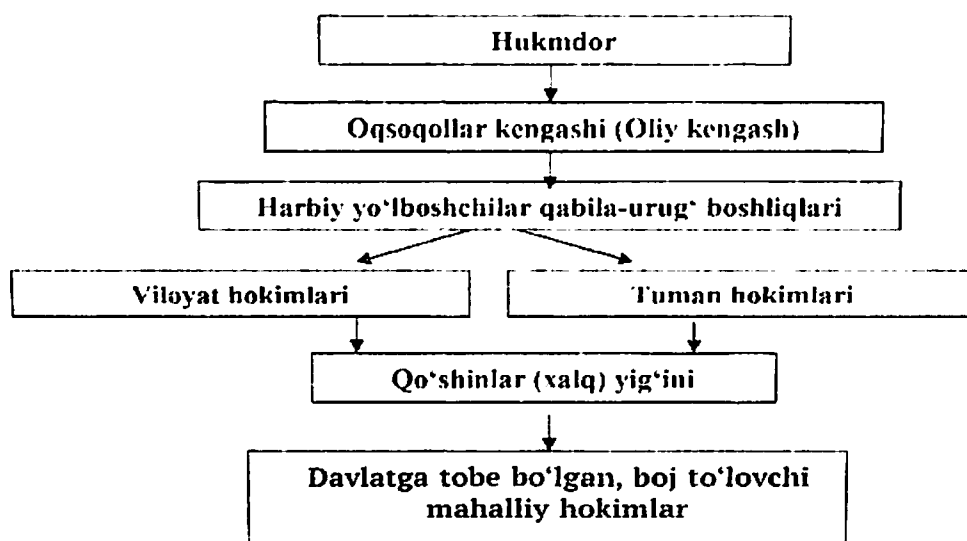 Hukmdor
Oqsoqollar kengashi (Oliy kengash)
Harbiy yo‘lboshchilar qabila-urug‘ boshliqlari
Viloyat hokimlari
Tuman hokimlari
Qo‘shinlar (xalq) yig‘ini
Davlatga tobe bo‘lgan, boj to‘lovchi
mahalliy hokimlar